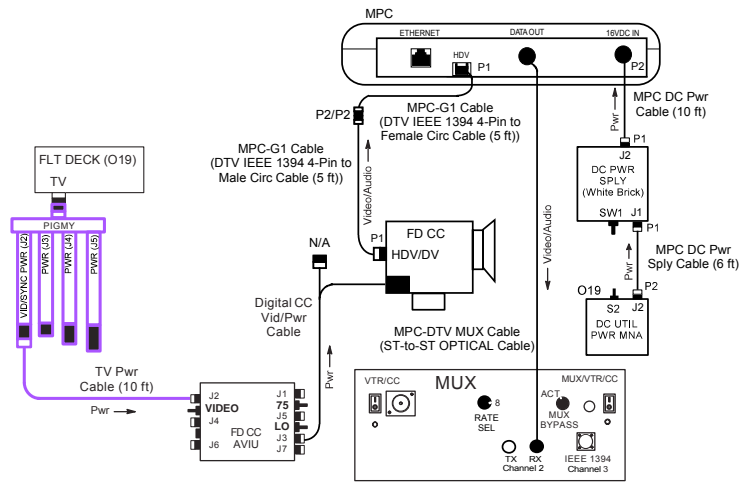 MPC
ETHERNET
DATA OUT
16VDC IN
HDV
P1
P2
P2/P2
MPC-G1 Cable
(DTV IEEE 1394 4-Pin to
Female Circ Cable (5 ft))
MPC DC Pwr
Cable (10 ft)
Pwr
MPC-G1 Cable
(DTV IEEE 1394 4-Pin to
Male Circ Cable (5 ft))
P1
J2
DC PWR
SPLY
(White Brick)
SW1
J1
P1
FLT DECK (O19)
TV
PIGMY
VID/SYNC PWR (J2)
PWR (J3)
PWR (J4)
PWR (J5)
Video/Audio
Video/Audio
N/A
P1
FD CC
HDV/DV
Pwr
MPC DC Pwr
Sply Cable (6 ft)
O19
P2
S2
J2
DC UTIL
PWR MNA
Digital CC
Vid/Pwr
Cable
MPC-DTV MUX Cable
(ST-to-ST OPTICAL Cable)
TV Pwr
Cable (10 ft)
Pwr
Pwr
J2
VIDEO
J4
J6
FD CC
AVIU
J1
75
J5
LO
J3
J7
VTR/CC
MUX
MUX/VTR/CC
8
RATE
SEL
ACT
MUX
BYPASS
TX
RX
Channel 2
IEEE 1394
Channel 3